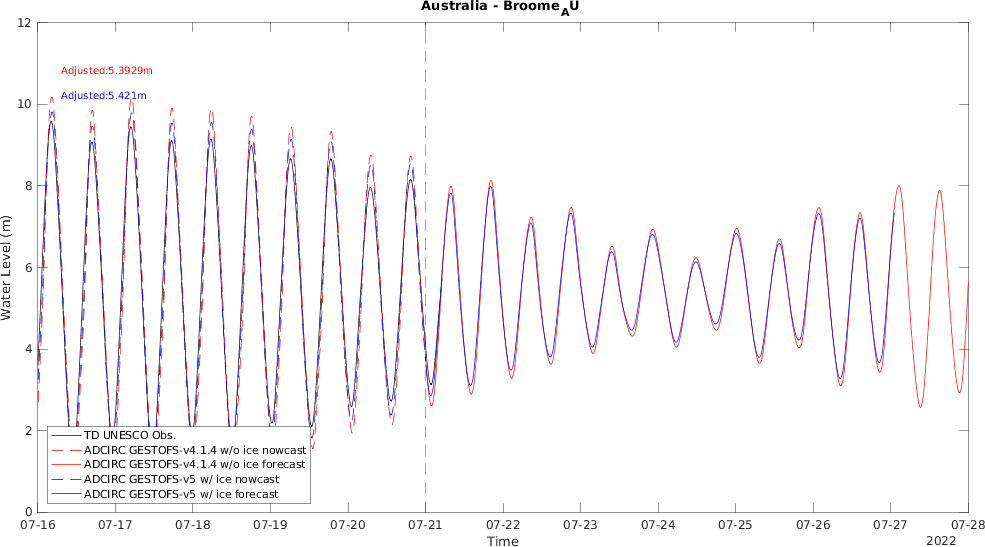 Australia - Broome_AU
12
10
8
6
4
2
0
Water Level (m)
Adjusted:5.3929m
Adjusted:5.421m
TD UNESCO Obs.
ADCIRC GESTOFS-v4.1.4 w/o ice nowcast
ADCIRC GESTOFS-v4.1.4 w/o ice forecast
ADCIRC GESTOFS-v5 w/ ice nowcast
ADCIRC GESTOFS-v5 w/ ice forecast
07-16 07-17 07-18 07-19 07-20 07-21 07-22 07-23 07-24 07-25 07-26 07-27 07-28
Time
2022